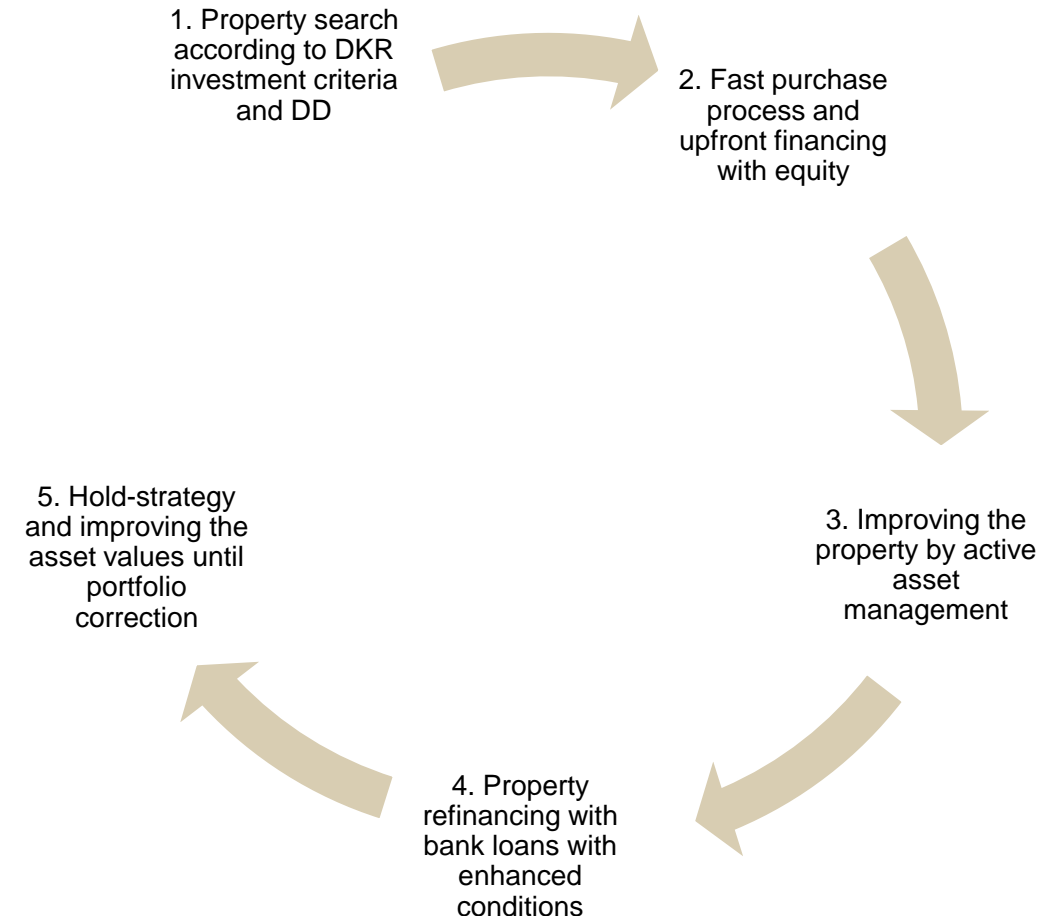 1. Property search
according to DKR
investment criteria
and DD
2. Fast purchase
process and
upfront financing
with equity
3. Improving the
property by active
asset
management
4. Property
refinancing with
bank loans with
enhanced
conditions
5. Hold-strategy
and improving the
asset values until
portfolio
correction